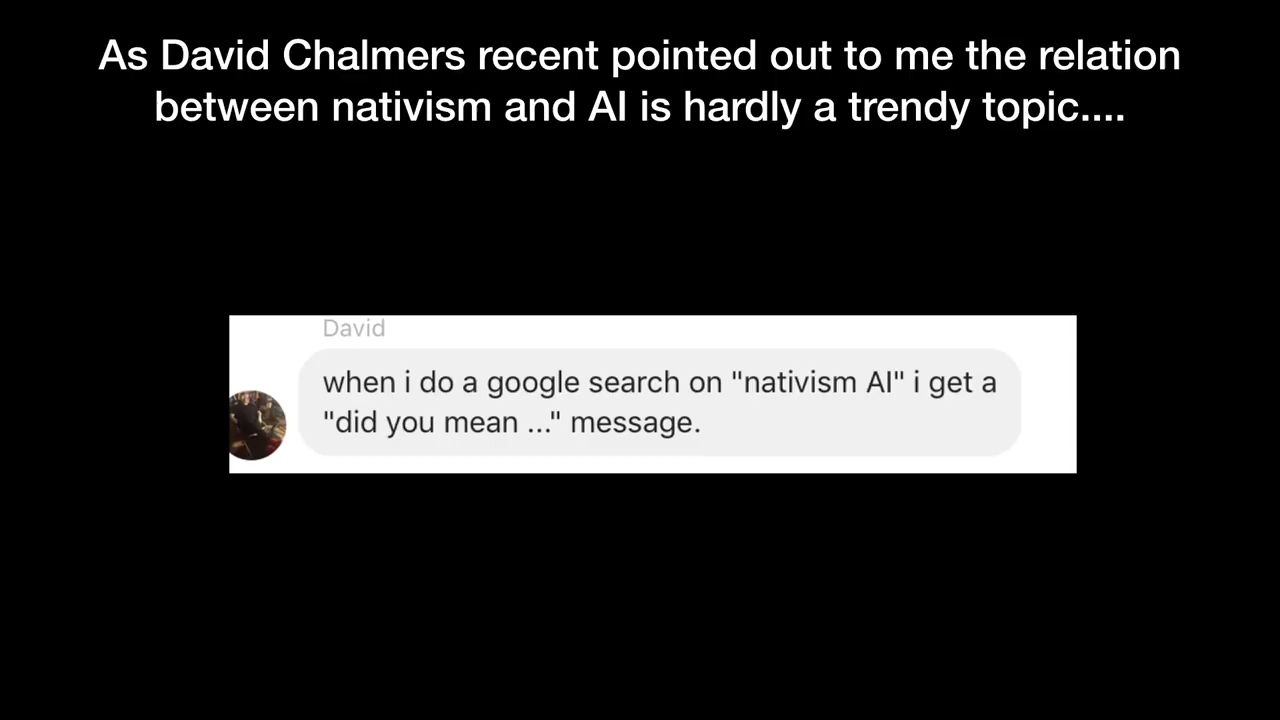 As David Chalmers recent pointed out to me the relation
between nativism and AI is hardly a trendy topic....
David
when i do a google search on "nativism AI" i get a
"did you mean ..." message.